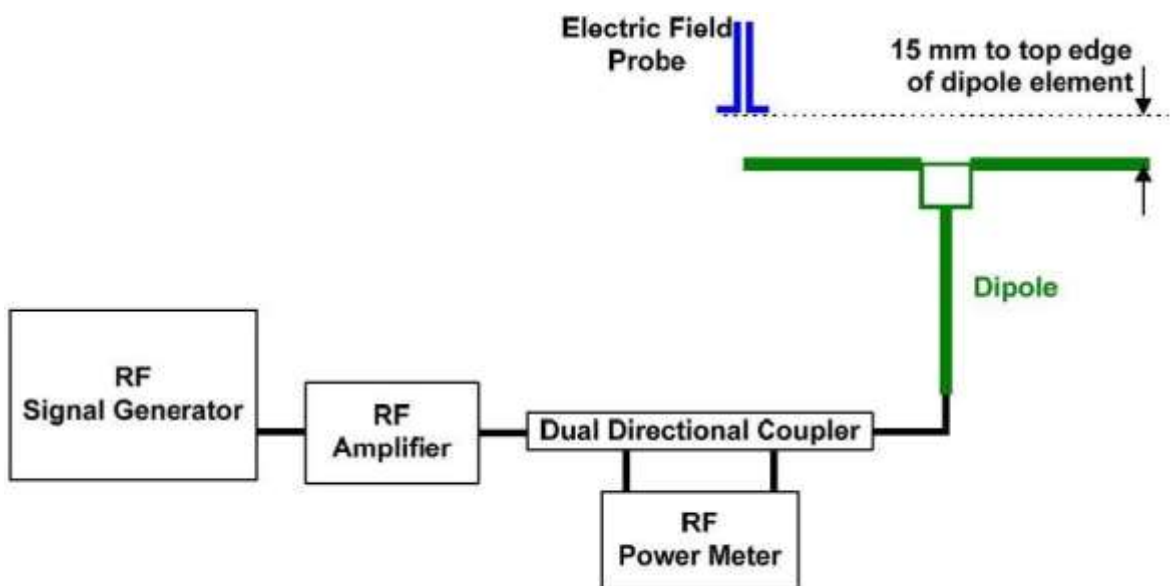 Electric Field
Probe
15 mm to top edge
of dipole element
Dipole
RF
Signal Generator
RF
Amplifier
Dual Directional Coupler
RF
Power Meter